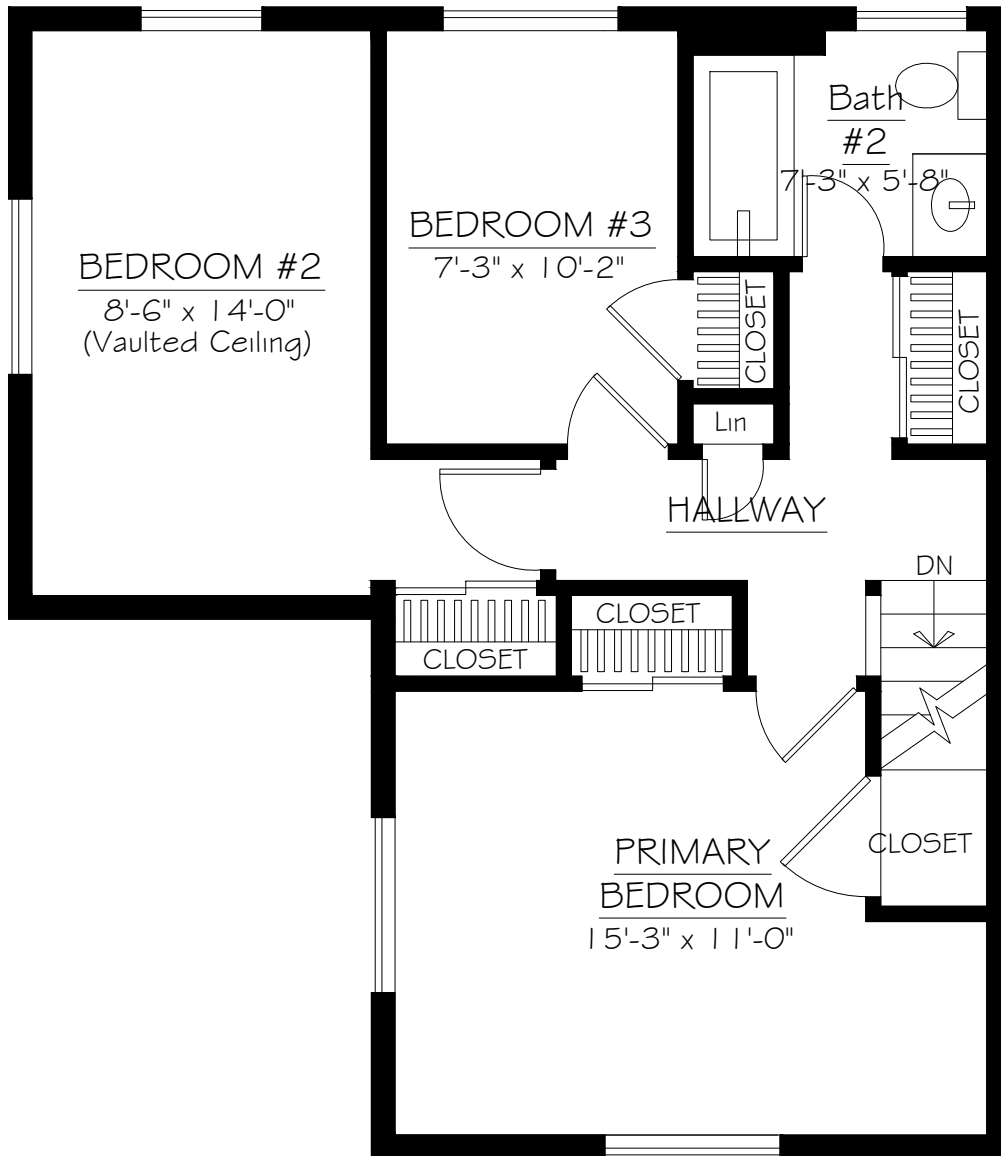 Bath
#2
7'-3" x 5'-8"
BEDROOM #3
7'-3" x 10'-2"
BEDROOM #2
8'-6" x 14'-0"
(Vaulted Ceiling)
CLOSET
CLOSET
Lin
HALLWAY
DN
CLOSET
CLOSET
PRIMARY
BEDROOM
15'-3" x 11'-0"
CLOSET